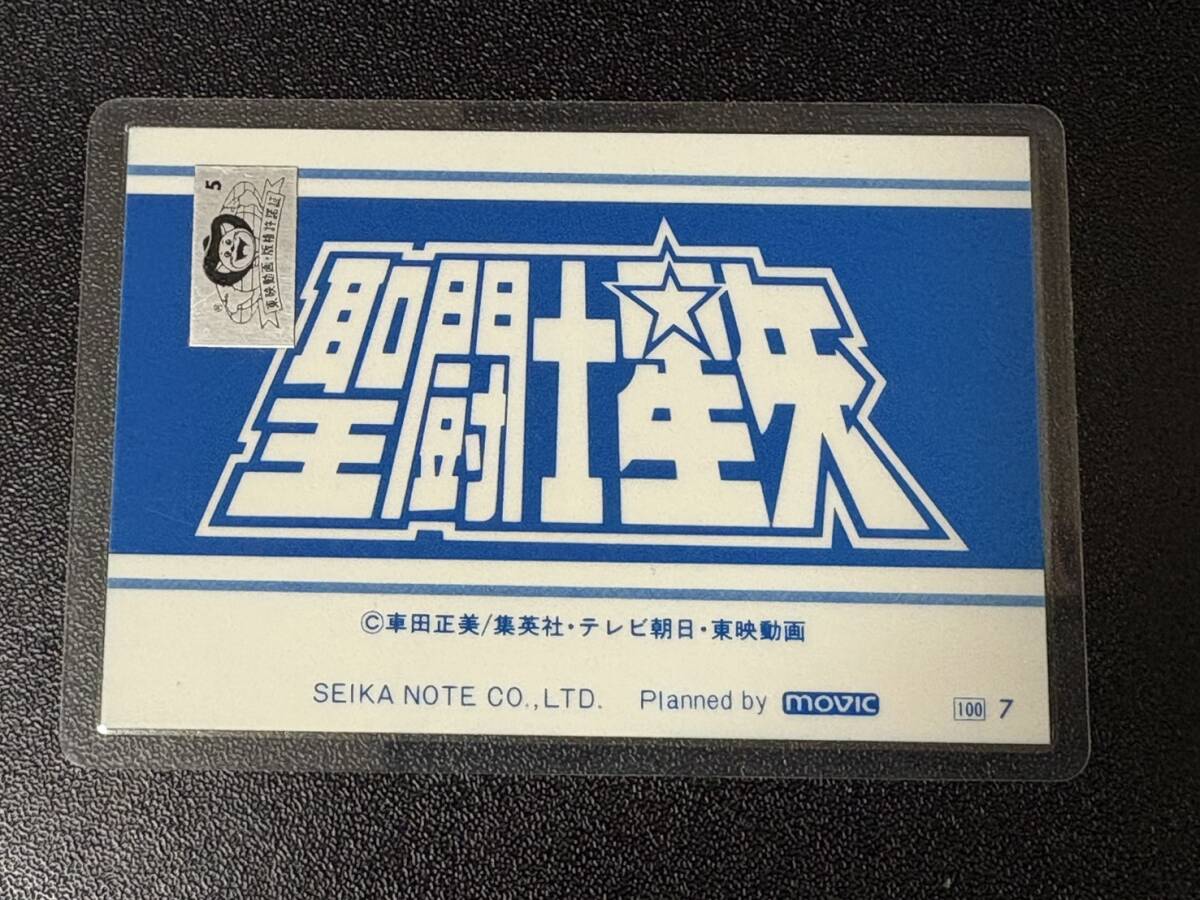 5
東映動画・版権許諾証
®
聖闘士星矢
©車田正美/集英社・テレビ朝日・東映動画
SEIKA NOTE CO.,LTD. Planned by movic
100 7